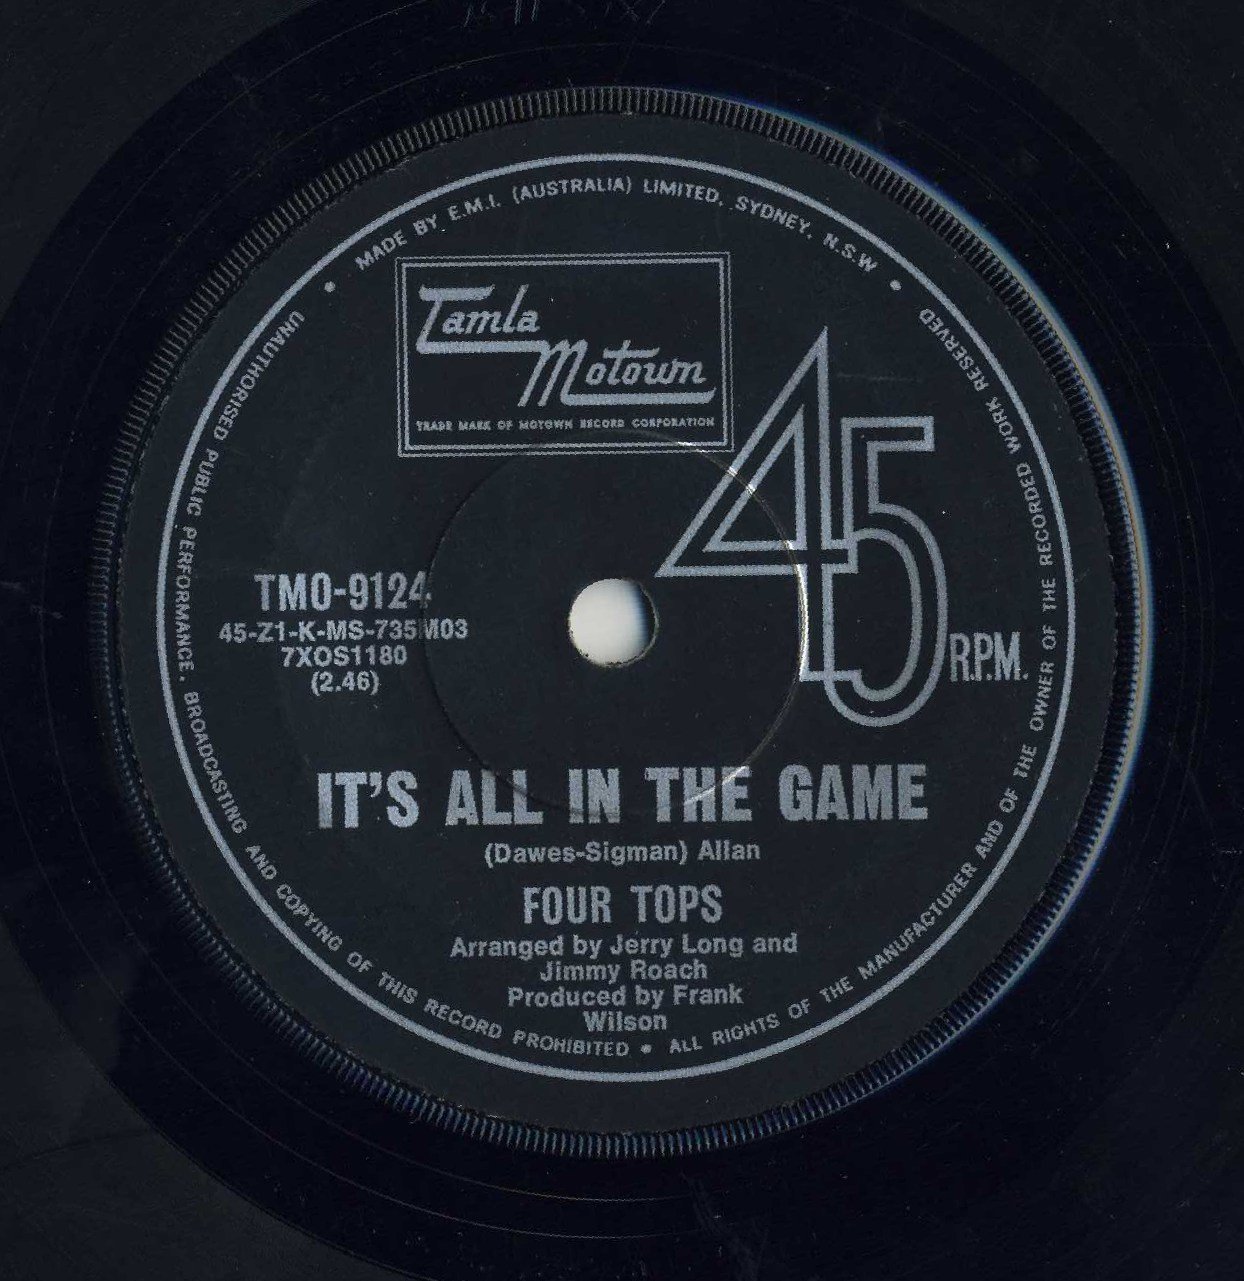 MADE BY E.M.I. (AUSTRALIA) LIMITED. SYDNEY. N.S.W
Tamla
Motown
TRADE MARK OF MOTOWN RECORD CORPORATION
45
R.P.M.
TMO-9124
45-Z1-K-MS-735M03
7XOS1180
(2.46)
IT'S ALL IN THE GAME
(Dawes-Sigman) Allan
FOUR TOPS
Arranged by Jerry Long and
Jimmy Roach
Produced by Frank
Wilson
UNAUTHORISED PUBLIC PERFORMANCE. BROADCASTING AND COPYING OF THIS RECORD PROHIBITED • ALL RIGHTS OF THE MANUFACTURER AND OF THE OWNER OF THE RECORDED WORK RESERVED